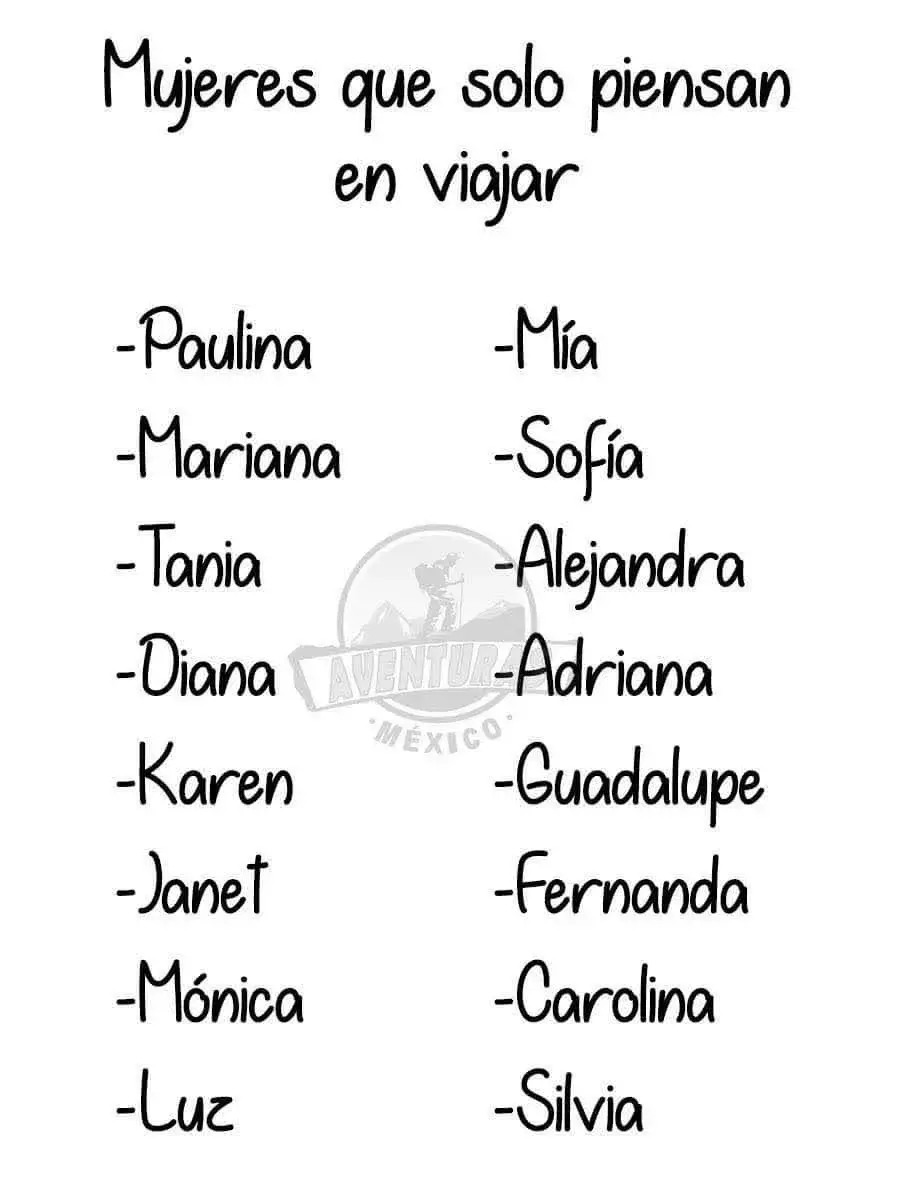 Mujeres que solo piensan
en viajar
-Paulina
-Mariana
-Tania
-Diana
-Karen
-Janet
-Mónica
-Luz
-Mía
-Sofía
-Alejandra
-Adriana
-Guadalupe
-Fernanda
-Carolina
-Silvia
AVENTURAS
MÉXICO